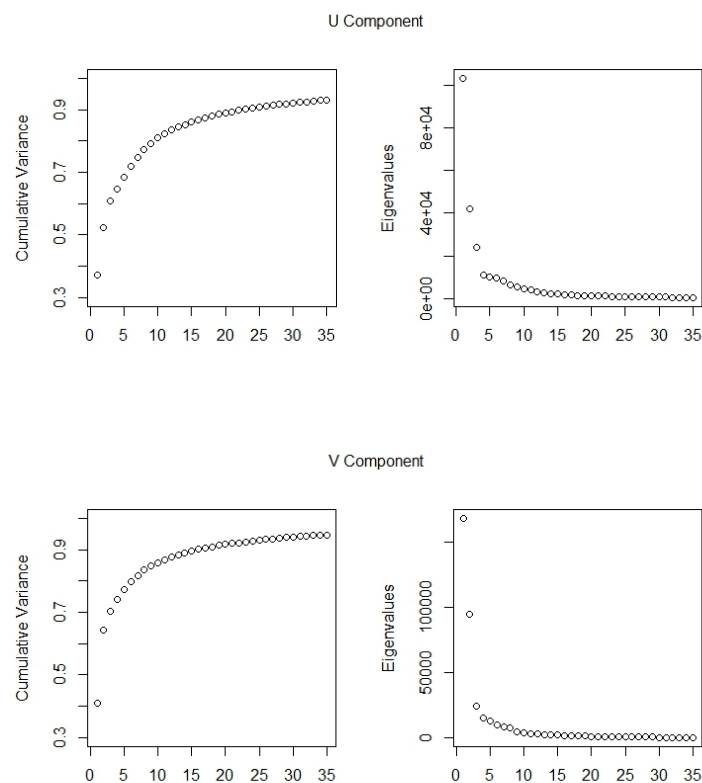 U Component
Cumulative Variance
0.3 0.5 0.7 0.9
0 5 10 15 20 25 30 35
Eigenvalues
0e+00 4e+04 8e+04
0 5 10 15 20 25 30 35
V Component
Cumulative Variance
0.3 0.5 0.7 0.9
0 5 10 15 20 25 30 35
Eigenvalues
0 50000 100000
0 5 10 15 20 25 30 35